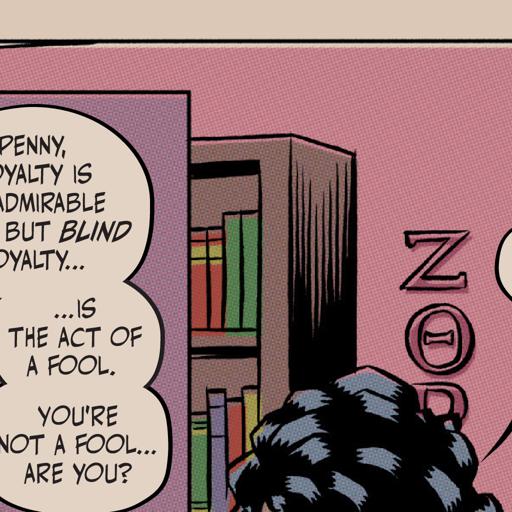 PENNY,
OYALTY IS
ADMIRABLE
BUT BLIND
OYALTY...
...IS
THE ACT OF
A FOOL.
YOU'RE
NOT A FOOL...
ARE YOU?
Ν
Θ